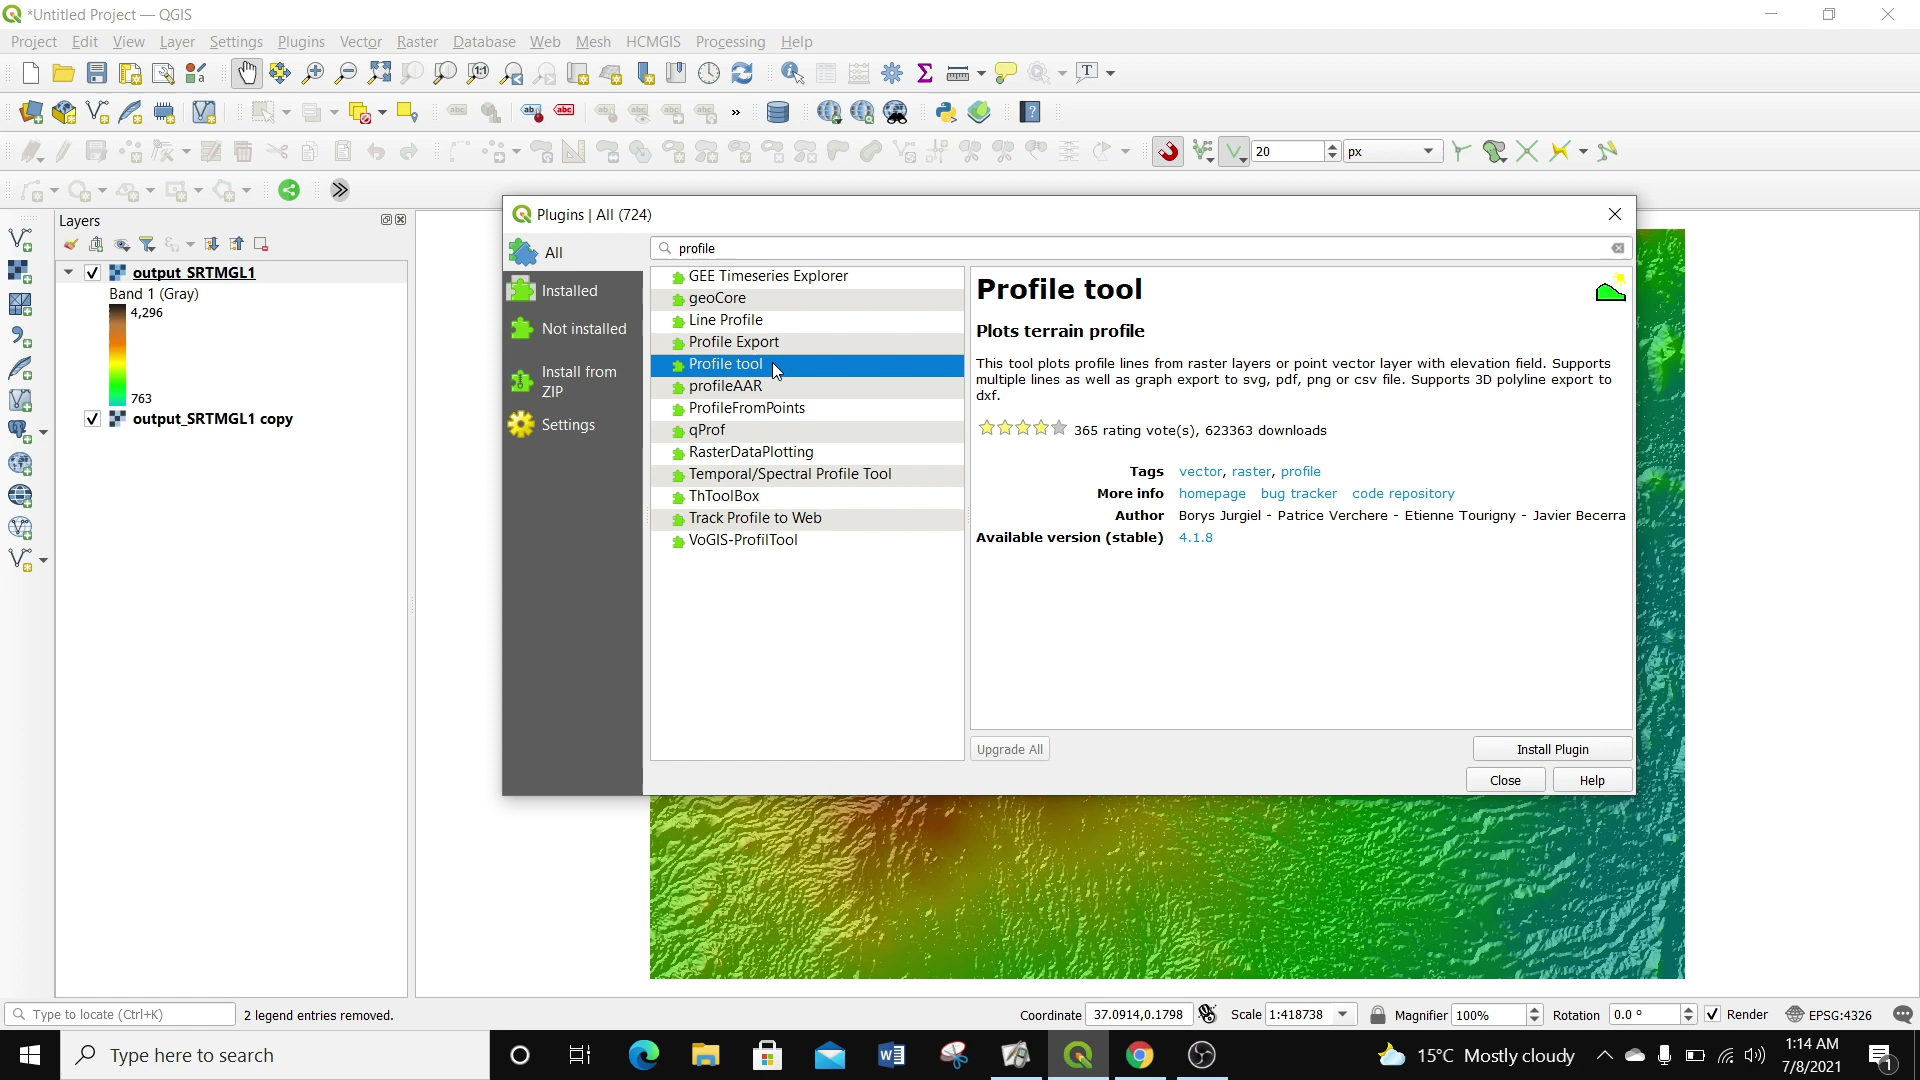 *Untitled Project — QGIS
Project Edit View Layer Settings Plugins Vector Raster Database Web Mesh HCMGIS Processing Help
20 px
Layers
output_SRTMGL1
Band 1 (Gray)
4,296
763
output_SRTMGL1 copy
Plugins | All (724)
All
Installed
Not installed
Install from
ZIP
Settings
profile
GEE Timeseries Explorer
geoCore
Line Profile
Profile Export
Profile tool
profileAAR
ProfileFromPoints
qProf
RasterDataPlotting
Temporal/Spectral Profile Tool
ThToolBox
Track Profile to Web
VoGIS-ProfilTool
Profile tool
Plots terrain profile
This tool plots profile lines from raster layers or point vector layer with elevation field. Supports
multiple lines as well as graph export to svg, pdf, png or csv file. Supports 3D polyline export to
dxf.
365 rating vote(s), 623363 downloads
Tags vector, raster, profile
More info homepage bug tracker code repository
Author Borys Jurgiel - Patrice Verchere - Etienne Tourigny - Javier Becerra
Available version (stable) 4.1.8
Upgrade All Install Plugin
Close Help
Type to locate (Ctrl+K) 2 legend entries removed. Coordinate 37.0914,0.1798 Scale 1:418738 Magnifier 100% Rotation 0.0 ° Render EPSG:4326
Type here to search 15°C Mostly cloudy 1:14 AM
7/8/2021 1